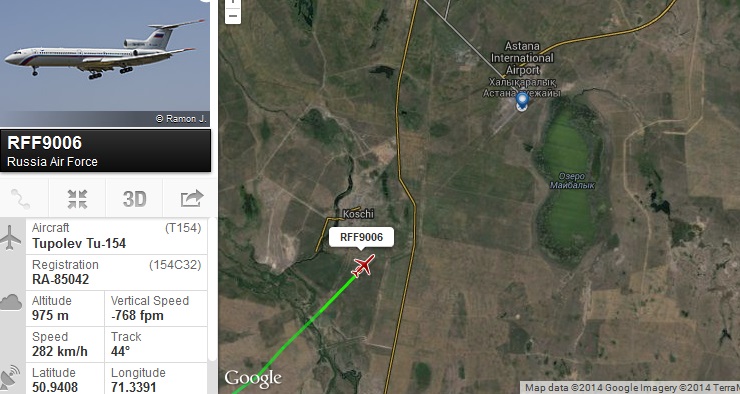 © Ramon J.
RFF9006
Russia Air Force
3D
Aircraft (T154)
Tupolev Tu-154
Registration (154C32)
RA-85042
Altitude Vertical Speed
975 m -768 fpm
Speed Track
282 km/h 44°
Latitude Longitude
50.9408 71.3391
Astana
International
Airport
Халықаралық
Астана әуежайы
Озеро
Майбалык
Koschi
RFF9006
Google
Map data ©2014 Google Imagery ©2014 TerraM